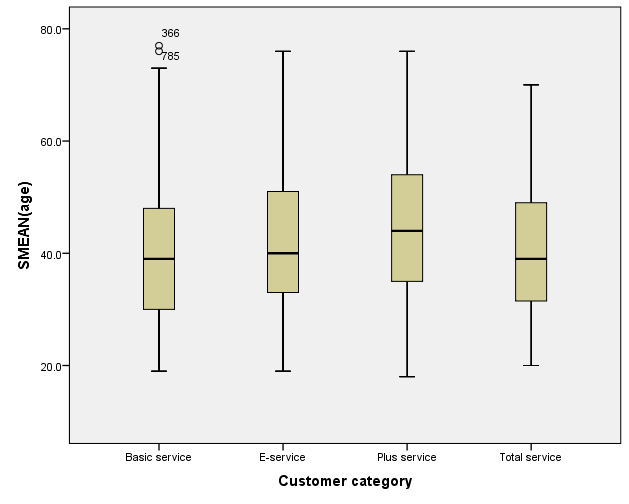 80.0
60.0
40.0
20.0
SMEAN(age)
366
785
Basic service
E-service
Plus service
Total service
Customer category